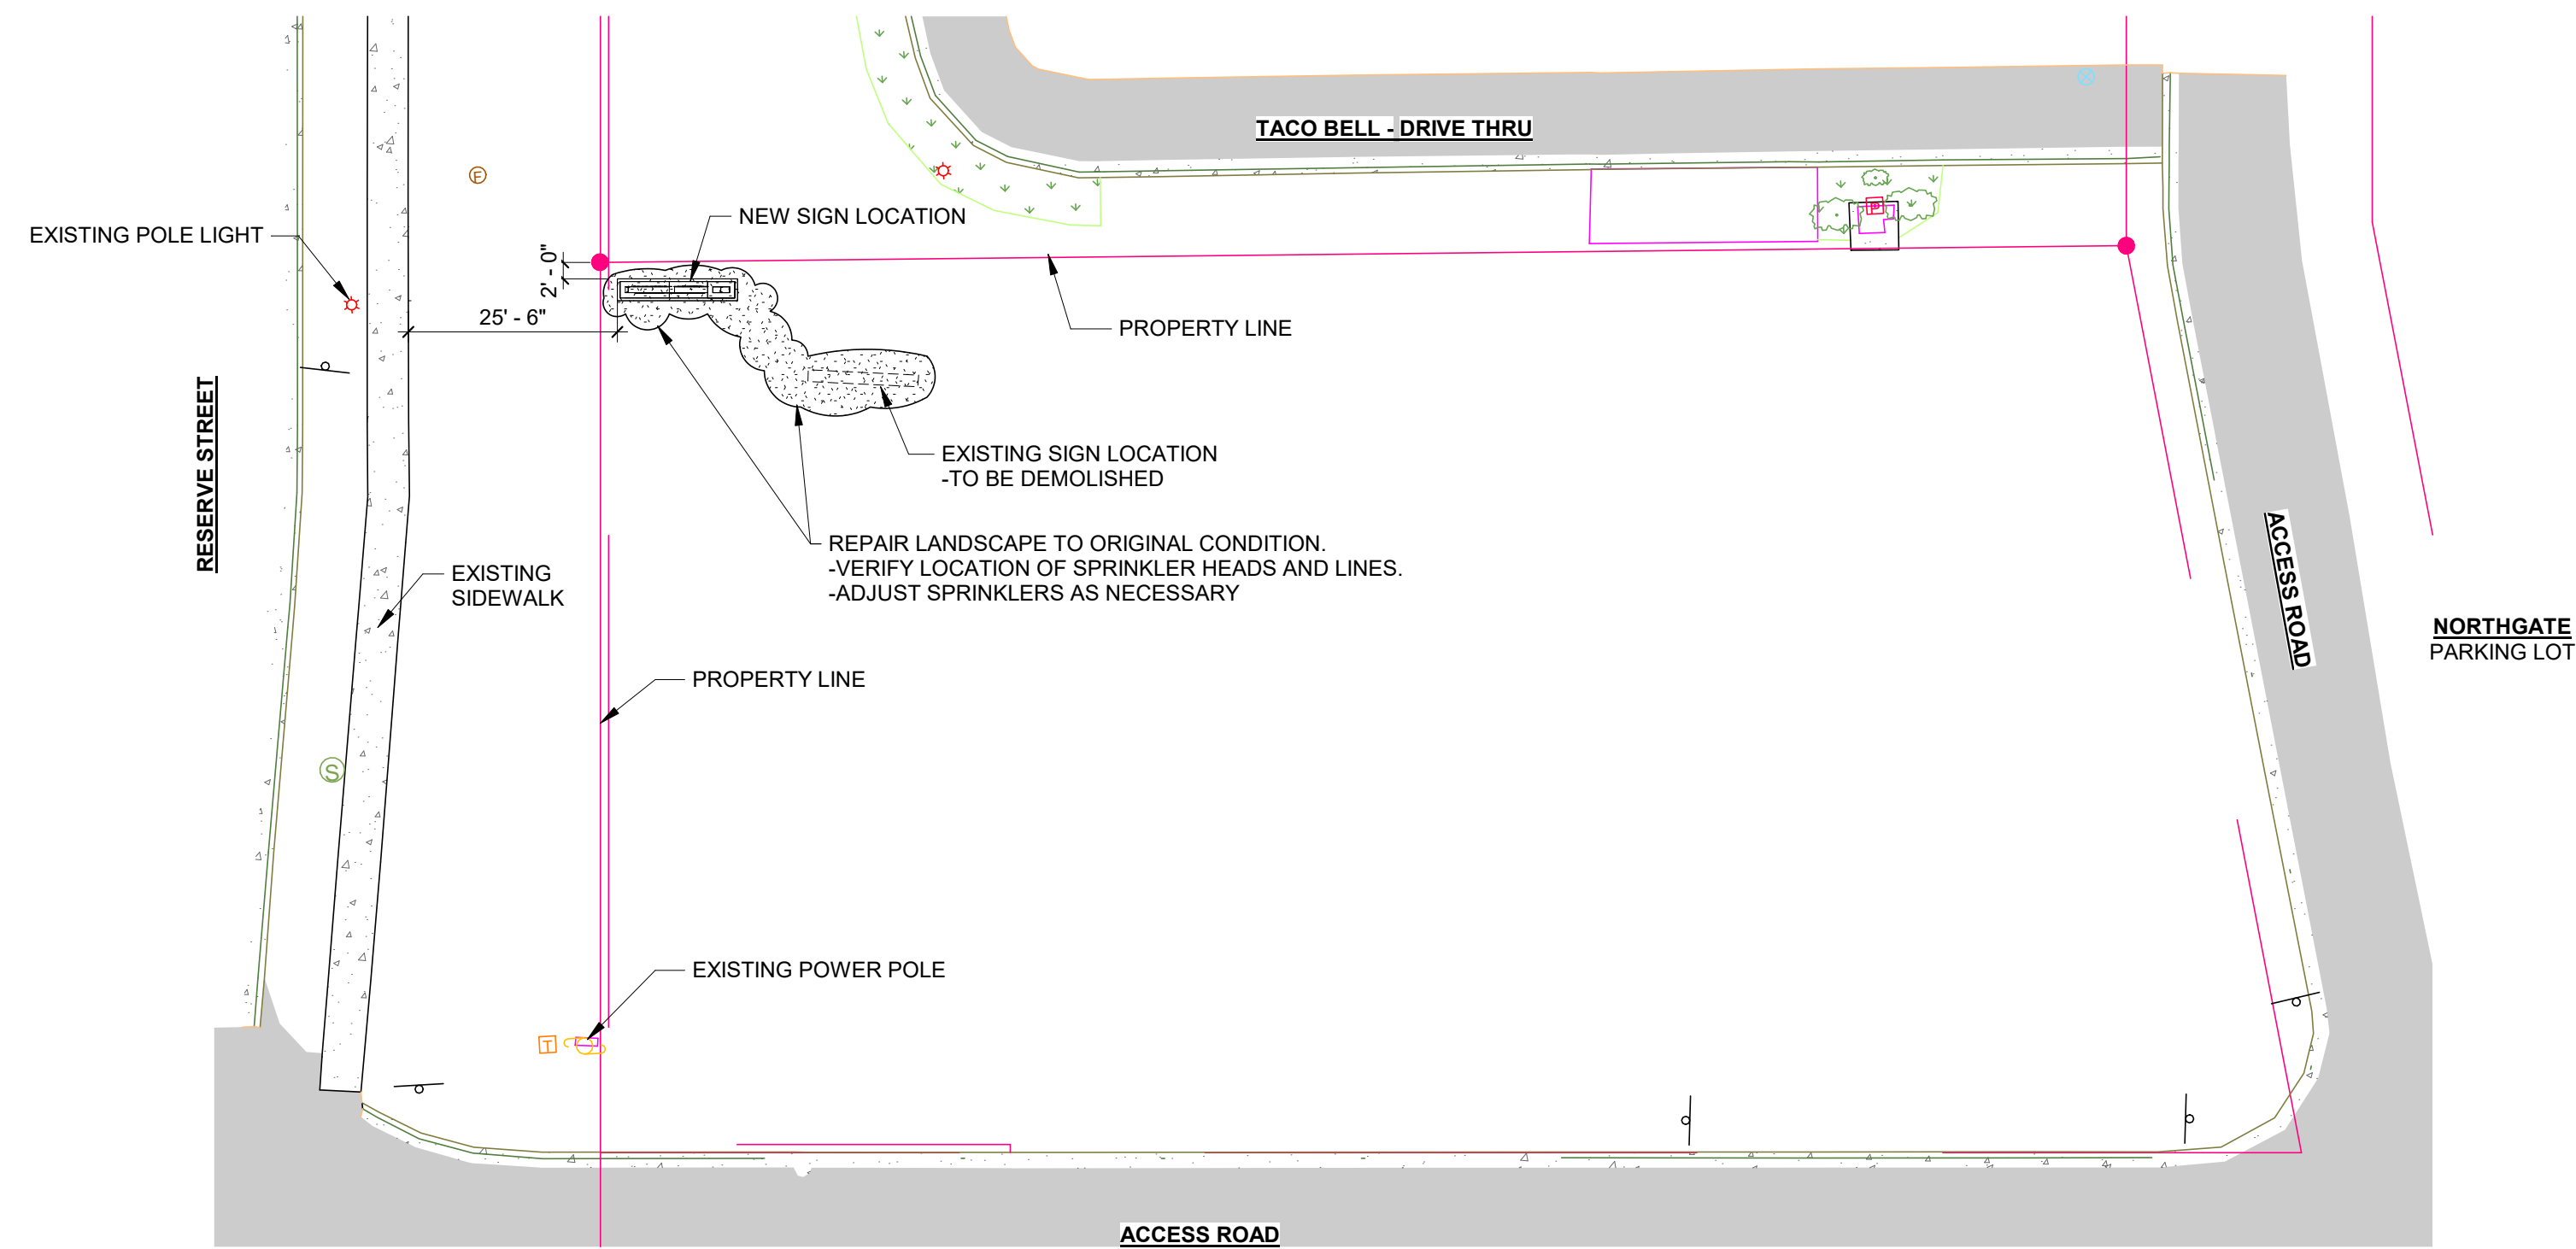 TACO BELL - DRIVE THRU
F
P
NEW SIGN LOCATION
EXISTING POLE LIGHT
2' - 0"
25' - 6"
PROPERTY LINE
RESERVE STREET
EXISTING SIGN LOCATION
-TO BE DEMOLISHED
REPAIR LANDSCAPE TO ORIGINAL CONDITION.
-VERIFY LOCATION OF SPRINKLER HEADS AND LINES.
-ADJUST SPRINKLERS AS NECESSARY
EXISTING
SIDEWALK
ACCESS ROAD
NORTHGATE
PARKING LOT
PROPERTY LINE
S
EXISTING POWER POLE
T
ACCESS ROAD